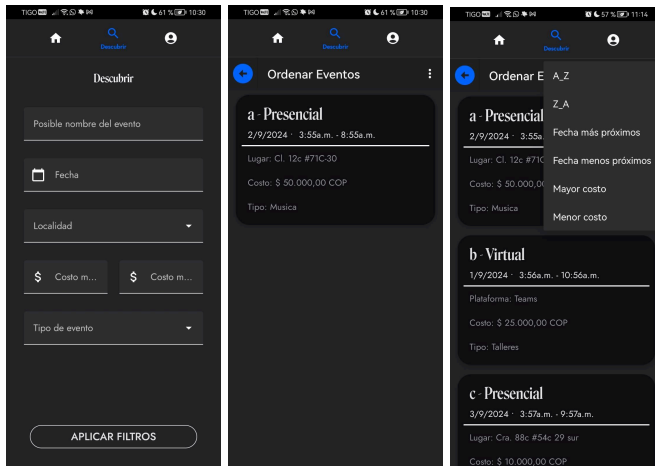 TIGO 61 % 10:30
Descubrir
Descubrir
Posible nombre del evento
Fecha
Localidad
$ Costo m...
$ Costo m...
Tipo de evento
APLICAR FILTROS
TIGO 61 % 10:30
Descubrir
Ordenar Eventos
a - Presencial
2/9/2024 · 3:55a.m. - 8:55a.m.
Lugar: Cl. 12c #71C-30
Costo: $ 50.000,00 COP
Tipo: Musica
TIGO 57 % 11:14
Descubrir
Ordenar E
A_Z
Z_A
Fecha más próximos
Fecha menos próximos
Mayor costo
Menor costo
a - Presencial
2/9/2024 · 3:55a.
Lugar: Cl. 12c #71C
Costo: $ 50.000,0
Tipo: Musica
b - Virtual
1/9/2024 · 3:56a.m. - 10:56a.m.
Plataforma: Teams
Costo: $ 25.000,00 COP
Tipo: Talleres
c - Presencial
3/9/2024 · 3:57a.m. - 9:57a.m.
Lugar: Cra. 88c #54c 29 sur
Costo: $ 10.000,00 COP